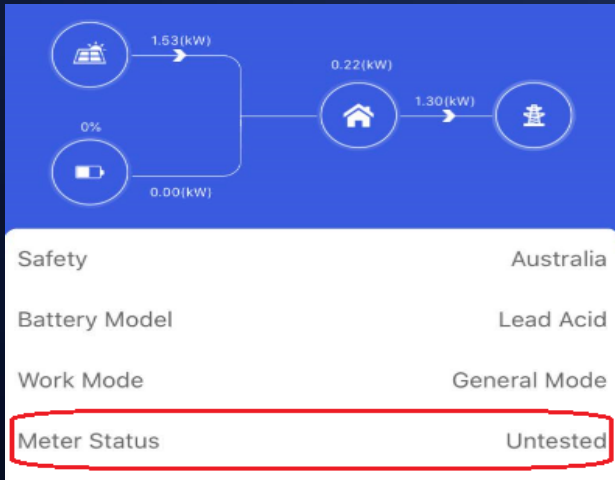 1.53(kW)
0.22(kW)
1.30(kW)
0%
0.00(kW)
Safety Australia
Battery Model Lead Acid
Work Mode General Mode
Meter Status Untested